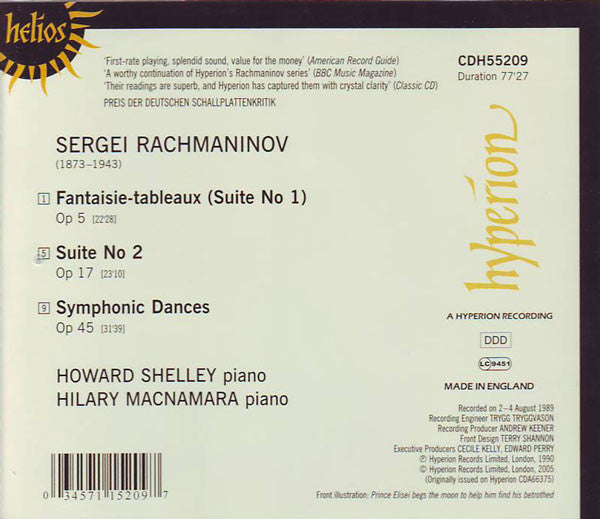 helios
'First-rate playing, splendid sound, value for the money' (American Record Guide)
'A worthy continuation of Hyperion's Rachmaninov series' (BBC Music Magazine)
'Their readings are superb, and Hyperion has captured them with crystal clarity' (Classic CD)
PREIS DER DEUTSCHEN SCHALLPLATTENKRITIK
CDH55209
Duration 77'27
SERGEI RACHMANINOV
(1873–1943)
1 Fantaisie-tableaux (Suite No 1)
Op 5 [22'28]
5 Suite No 2
Op 17 [23'10]
9 Symphonic Dances
Op 45 [31'39]
HOWARD SHELLEY piano
HILARY MACNAMARA piano
hyperion
A HYPERION RECORDING
DDD
LC 9451
MADE IN ENGLAND
Recorded on 2–4 August 1989
Recording Engineer TRYGG TRYGGVASON
Recording Producer ANDREW KEENER
Front Design TERRY SHANNON
Executive Producers CECILE KELLY, EDWARD PERRY
℗ Hyperion Records Limited, London, 1990
© Hyperion Records Limited, London, 2005
(Originally issued on Hyperion CDA66375)
Front illustration: Prince Elisei begs the moon to help him find his betrothed
0 34571 15209 7